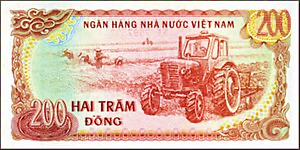 NGÂN HÀNG NHÀ NƯỚC VIỆT NAM
200
200
HAI TRĂM
ĐỒNG